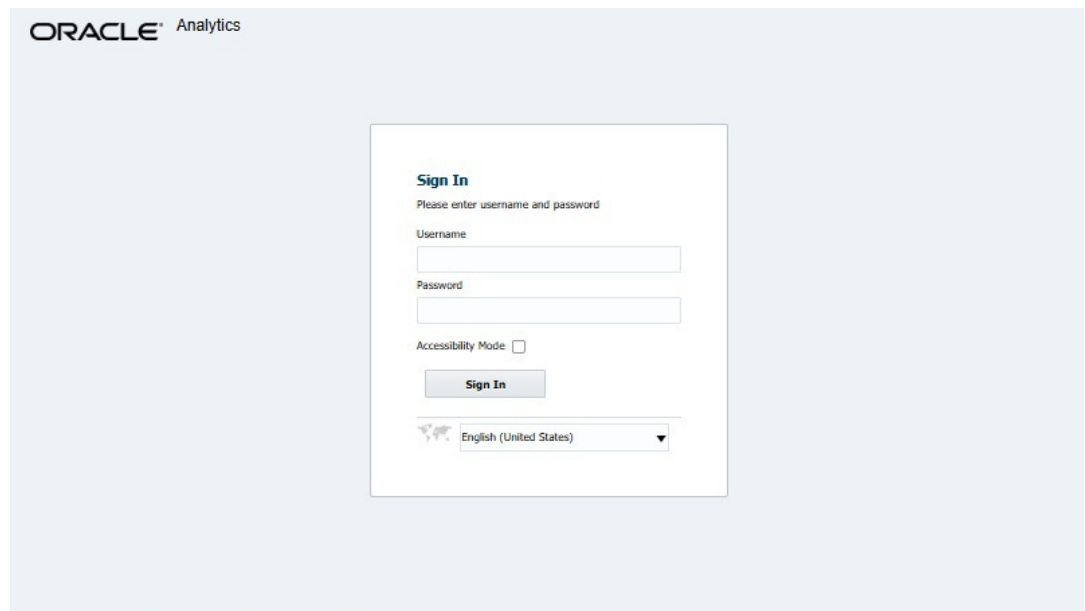 ORACLE® Analytics
Sign In
Please enter username and password
Username
Password
Accessibility Mode
Sign In
English (United States)